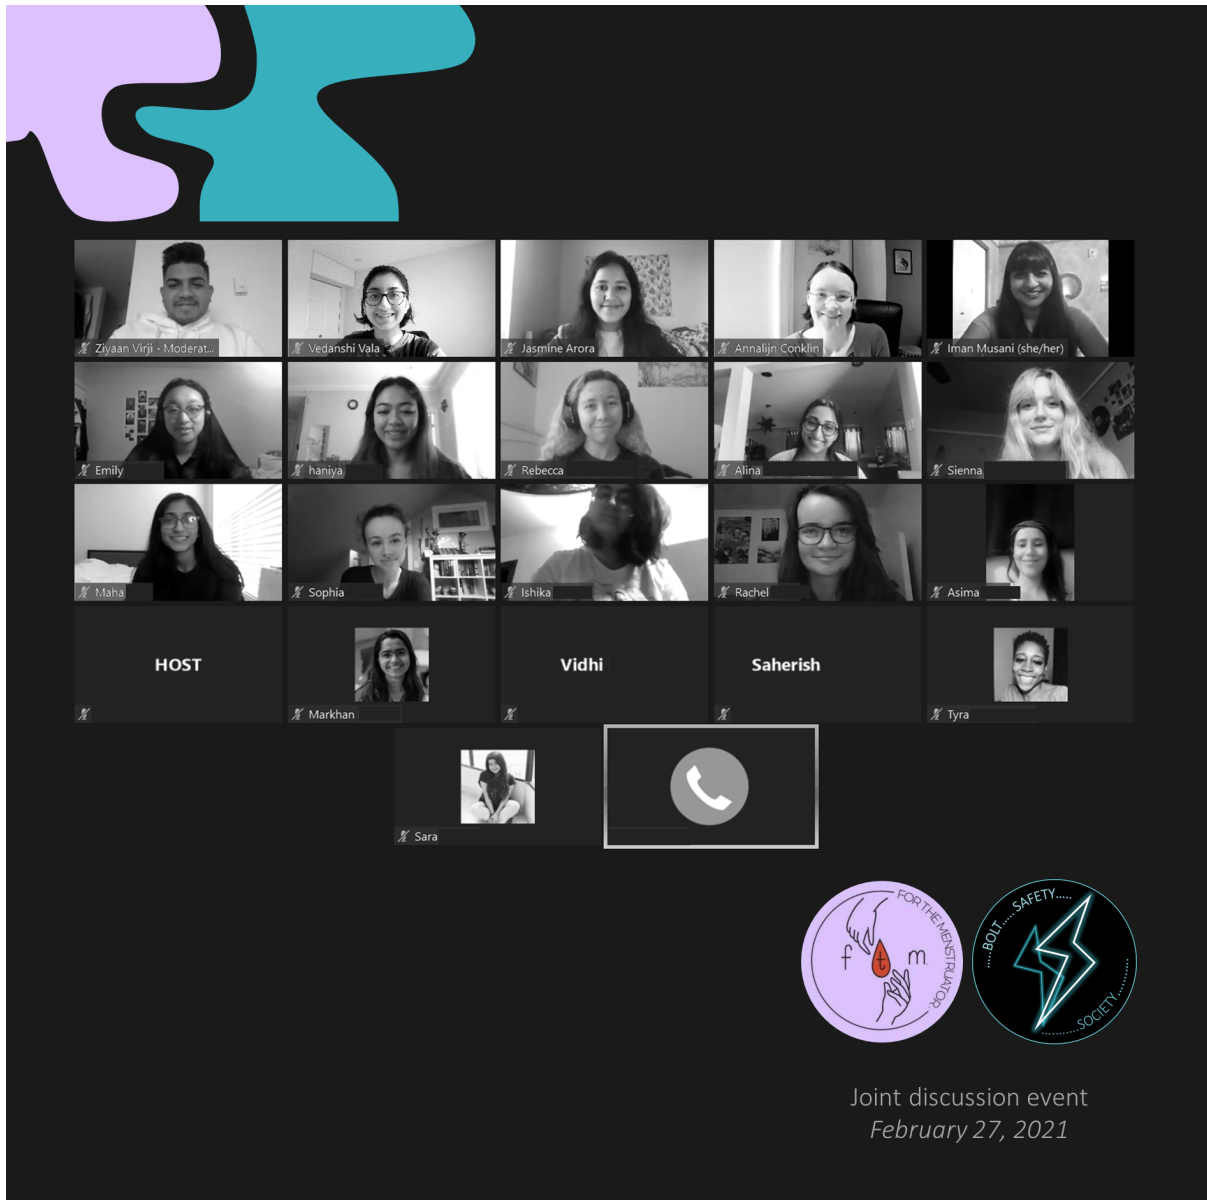 Ziyaan Virji - Moderat...
Vedanshi Vala
Jasmine Arora
Annalijn Conklin
Iman Musani (she/her)
Emily
haniya
Rebecca
Alina
Sienna
Maha
Sophia
Ishika
Rachel
Asima
HOST
Markhan
Vidhi
Saherish
Tyra
Sara
FOR THE MENSTRUATOR.
f t m.
.....BOLT..... SAFETY.....
..........SOCIETY..........
Joint discussion event
February 27, 2021